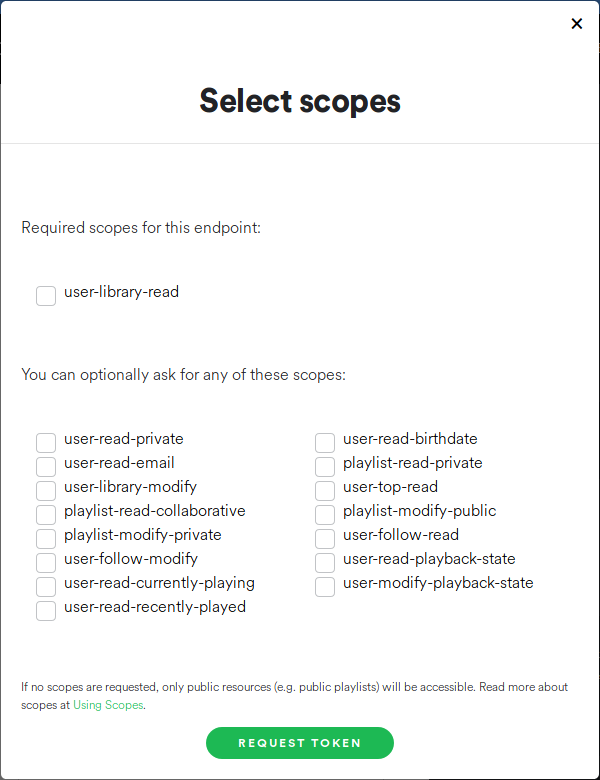 ×
Select scopes
Required scopes for this endpoint:
user-library-read
You can optionally ask for any of these scopes:
user-read-private
user-read-email
user-library-modify
playlist-read-collaborative
playlist-modify-private
user-follow-modify
user-read-currently-playing
user-read-recently-played
user-read-birthdate
playlist-read-private
user-top-read
playlist-modify-public
user-follow-read
user-read-playback-state
user-modify-playback-state
If no scopes are requested, only public resources (e.g. public playlists) will be accessible. Read more about
scopes at Using Scopes.
REQUEST TOKEN